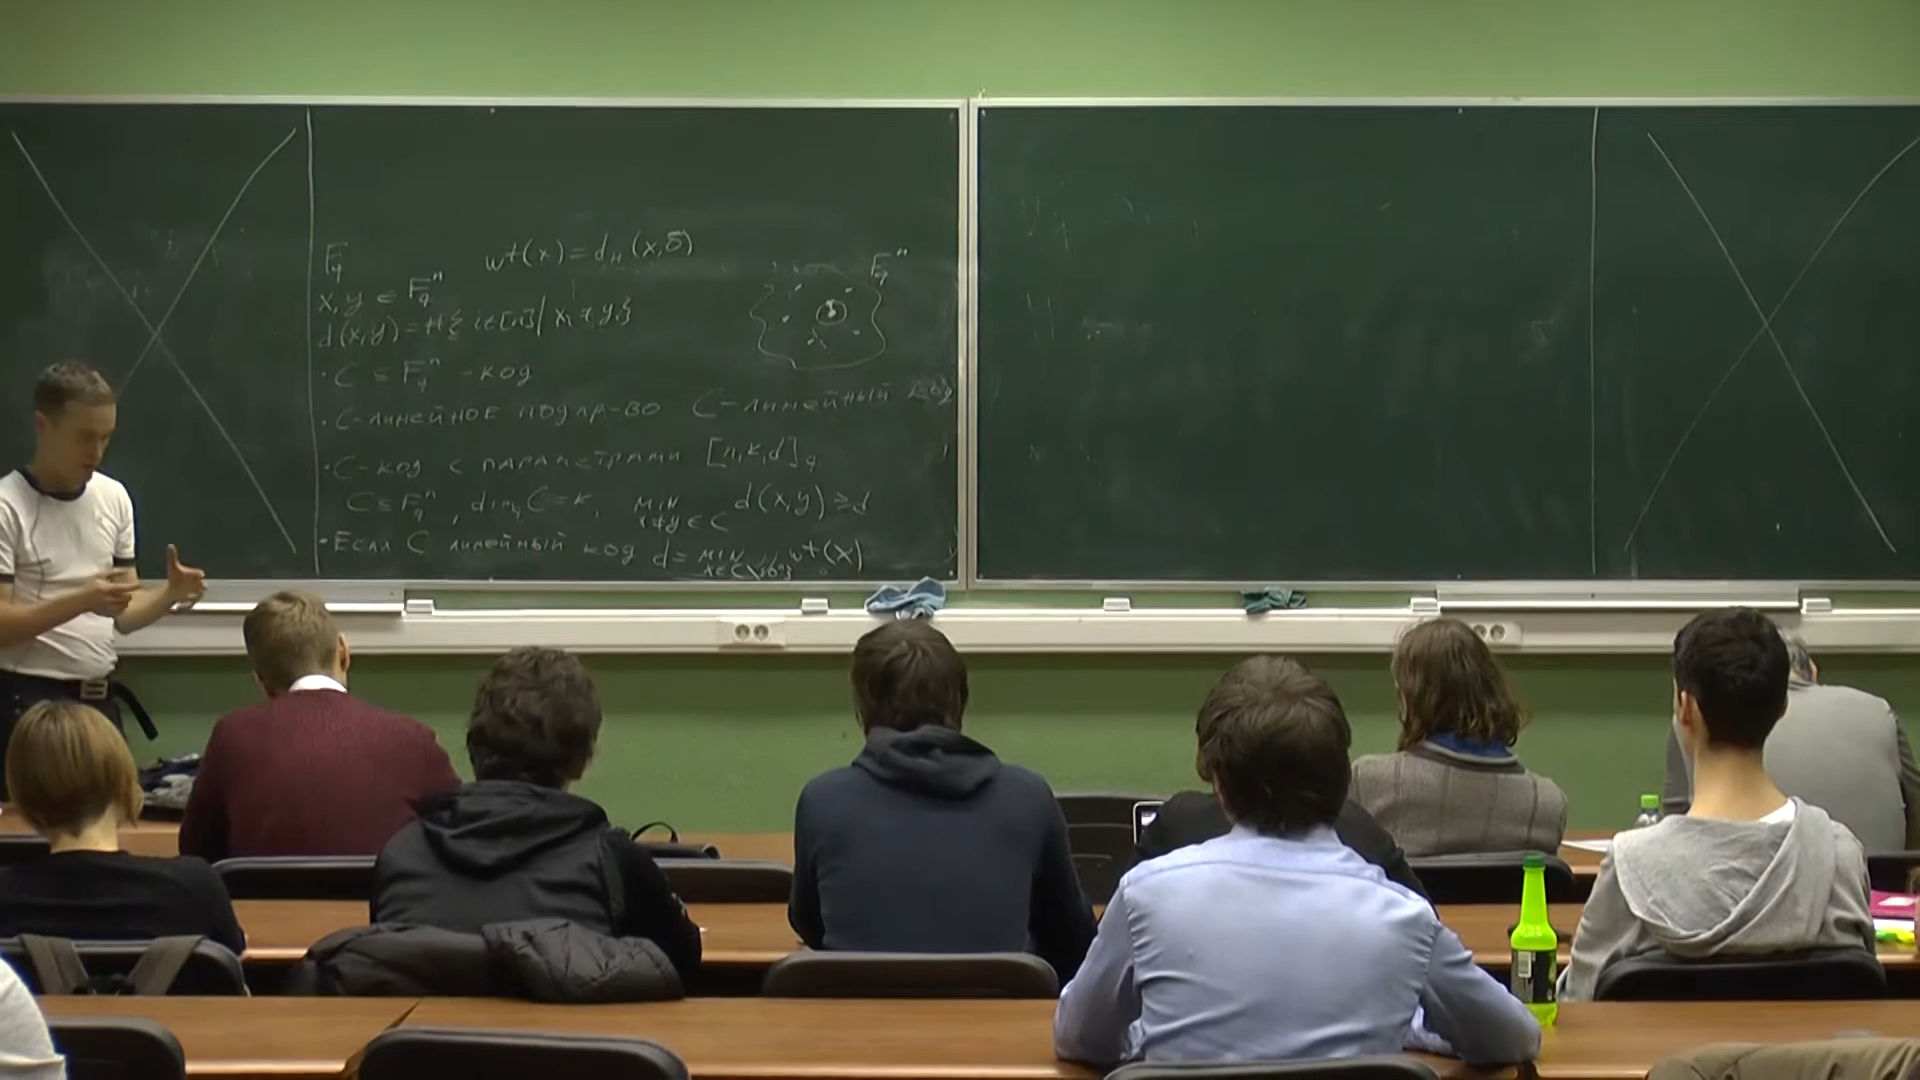 F_q
wt(x) = d_H(x, 0̄)
x, y ∈ F_q^n
d(x,y) = #{ i∈[n] | x_i ≠ y_i }
F_q^n
· C ⊆ F_q^n - код
· C - линейное подпр-во C - линейный код
· C - код с параметрами [n,k,d]_q
C ⊆ F_q^n, dim_q C = k, min_{x≠y∈C} d(x,y) ≥ d
· Если C линейный код d = min_{x∈C\{0^n}} wt(x)